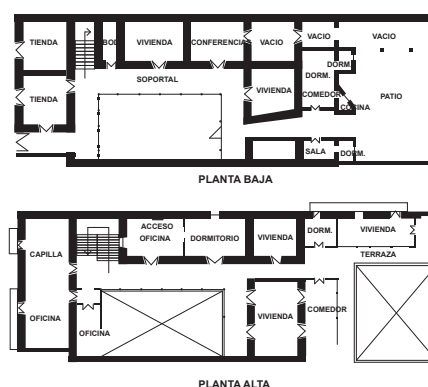 TIENDA
BOD
VIVIENDA
CONFERENCIA
VACIO
VACIO
VACIO
DORM.
SOPORTAL
DORM.
TIENDA
VIVIENDA
COMEDOR
PATIO
COCINA
SALA
DORM.
PLANTA BAJA
CAPILLA
ACCESO
OFICINA
DORMITORIO
VIVIENDA
DORM.
VIVIENDA
TERRAZA
OFICINA
OFICINA
VIVIENDA
COMEDOR
PLANTA ALTA